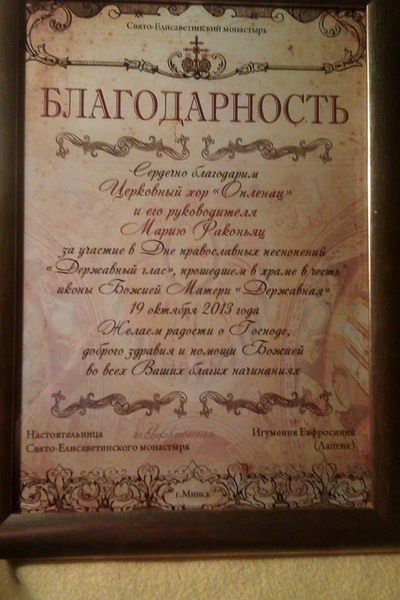 Свято-Елисаветинский монастырь
БЛАГОДАРНОСТЬ
Сердечно благодарим
Церковный хор «Опленац»
и его руководителя
Марию Ракоњац
за участие в Дне православных песнопений
«Державный глас», прошедшем в храме в честь
иконы Божией Матери «Державная»
19 октября 2013 года
Желаем радости о Господе,
доброго здравия и помощи Божией
во всех Ваших благих начинаниях
Настоятельница
Свято-Елисаветинского монастыря
Игумения Евфросиния
(Лаптик)
г.Минск